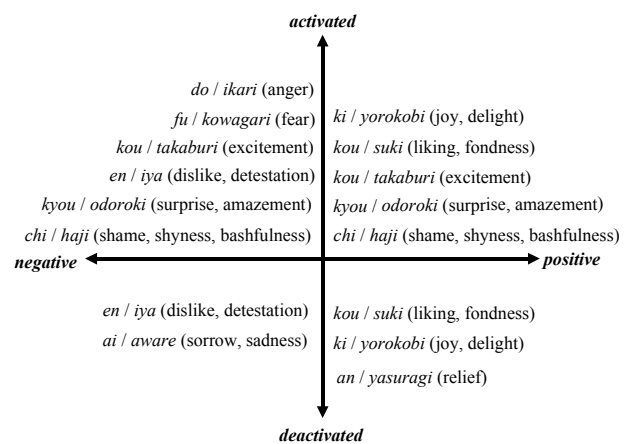 activated
do / ikari (anger)
fu / kowagari (fear)
kou / takaburi (excitement)
en / iya (dislike, detestation)
kyou / odoroki (surprise, amazement)
chi / haji (shame, shyness, bashfulness)
ki / yorokobi (joy, delight)
kou / suki (liking, fondness)
kou / takaburi (excitement)
kyou / odoroki (surprise, amazement)
chi / haji (shame, shyness, bashfulness)
negative
positive
en / iya (dislike, detestation)
ai / aware (sorrow, sadness)
kou / suki (liking, fondness)
ki / yorokobi (joy, delight)
an / yasuragi (relief)
deactivated